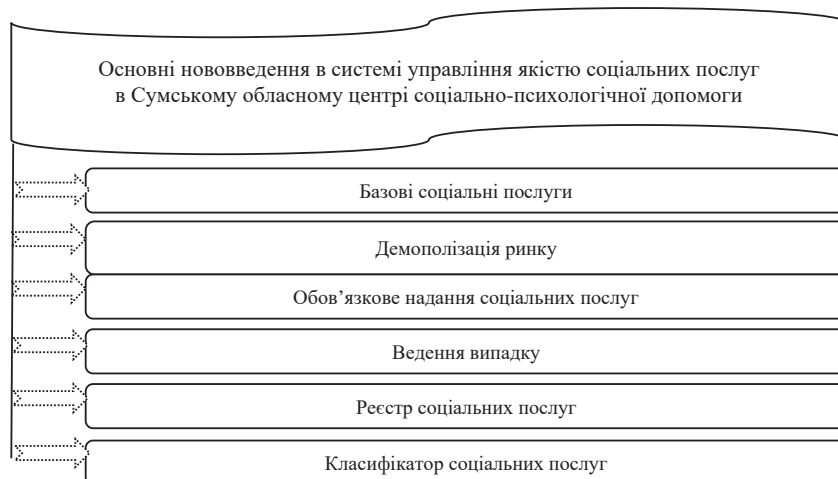 Основні нововведення в системі управління якістю соціальних послуг
в Сумському обласному центрі соціально-психологічної допомоги
Базові соціальні послуги
Демополізація ринку
Обов’язкове надання соціальних послуг
Ведення випадку
Реєстр соціальних послуг
Класифікатор соціальних послуг